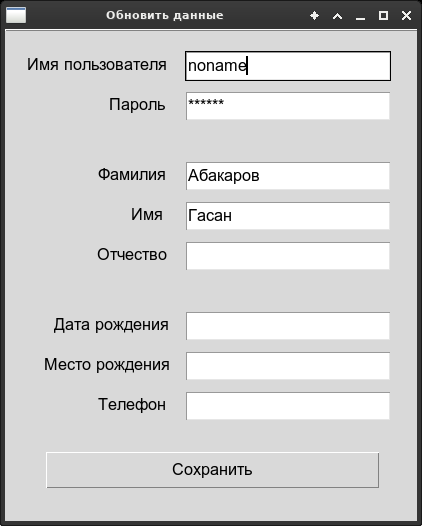 Обновить данные
Имя пользователя noname
Пароль ******
Фамилия Абакаров
Имя Гасан
Отчество
Дата рождения
Место рождения
Телефон
Сохранить